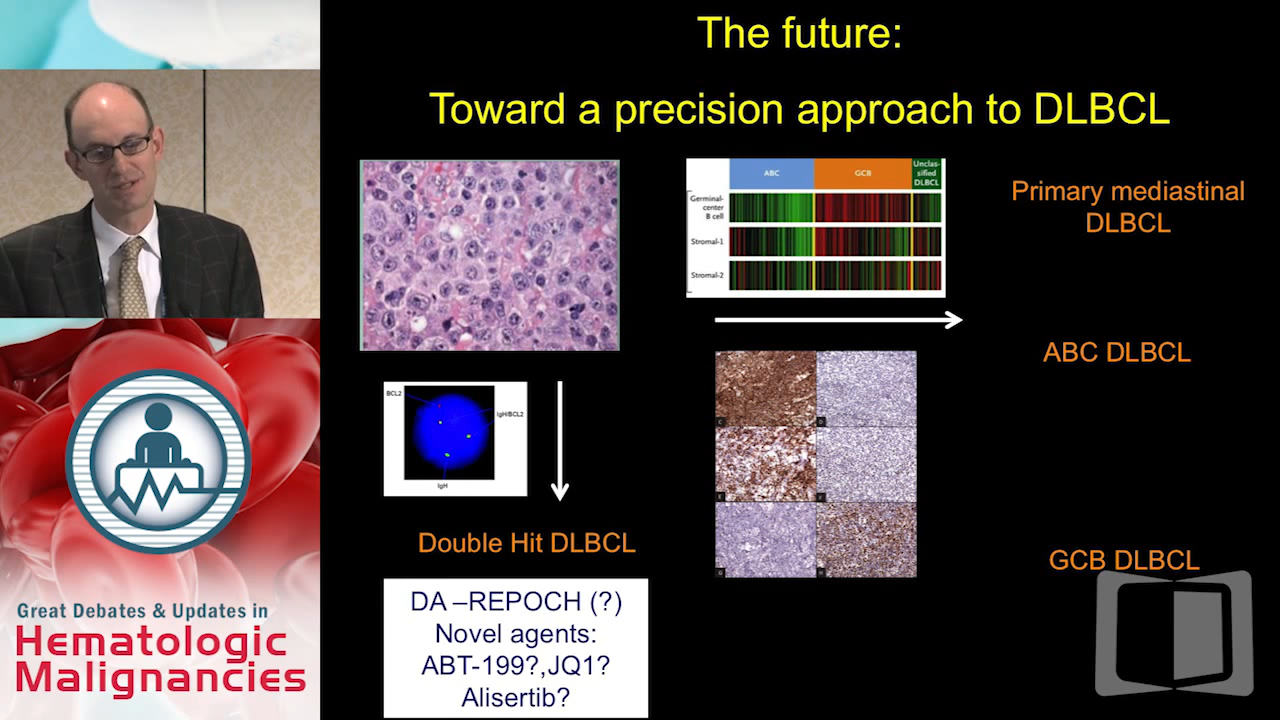 The future:
Toward a precision approach to DLBCL
ABC
GCB
Unclas-
sified
DLBCL
Germinal-
center
B cell
Stromal-1
Stromal-2
Primary mediastinal
DLBCL
ABC DLBCL
GCB DLBCL
BCL2
IgH/BCL2
IgH
C
D
E
F
G
H
Double Hit DLBCL
DA –REPOCH (?)
Novel agents:
ABT-199?,JQ1?
Alisertib?
Great Debates & Updates in
Hematologic
Malignancies